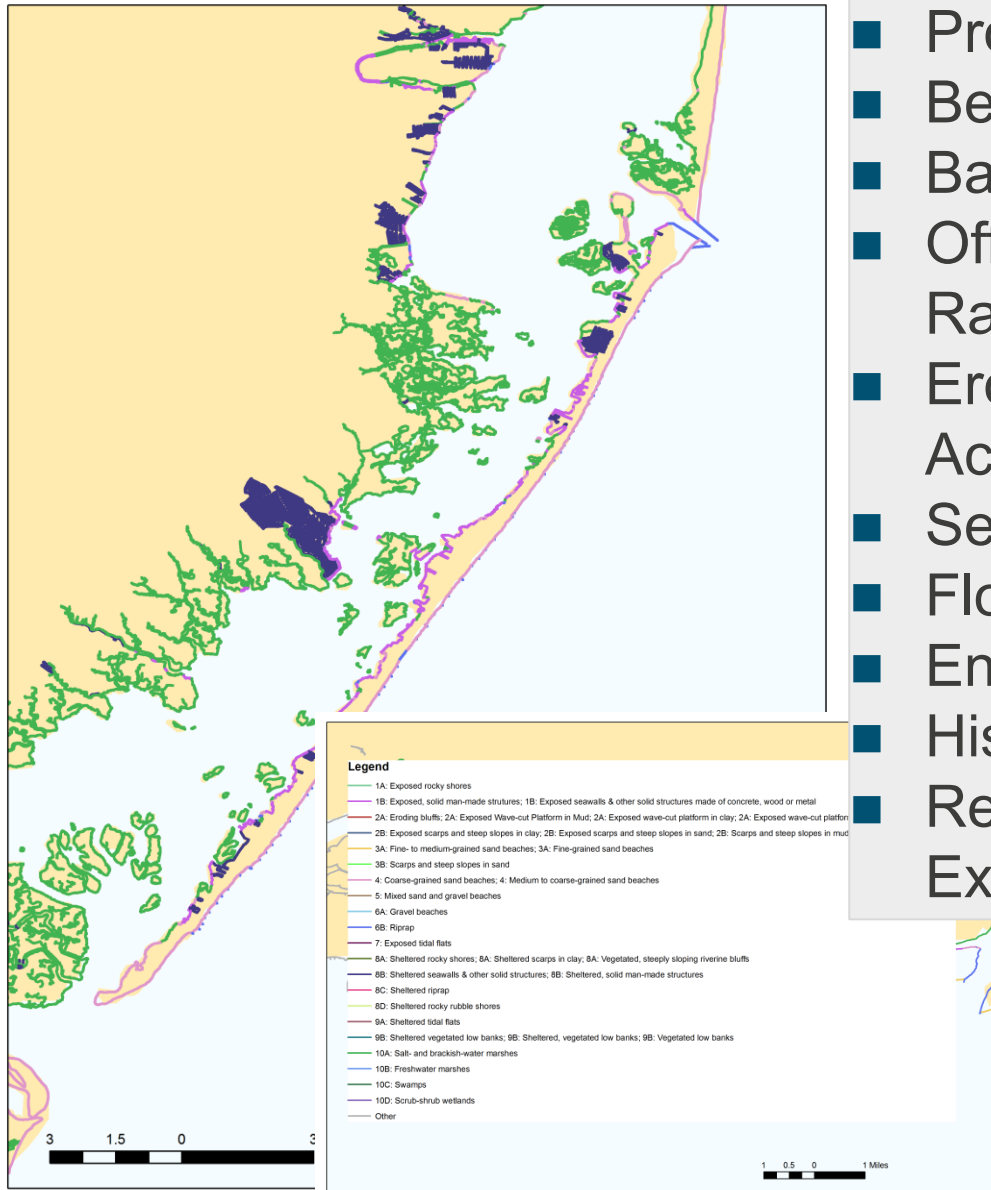 Legend
1A: Exposed rocky shores
1B: Exposed, solid man-made strutures; 1B: Exposed seawalls & other solid structures made of concrete, wood or metal
2A: Eroding bluffs; 2A: Exposed Wave-cut Platform in Mud; 2A: Exposed wave-cut platform in clay; 2A: Exposed wave-cut platfor
2B: Exposed scarps and steep slopes in clay; 2B: Exposed scarps and steep slopes in sand; 2B: Scarps and steep slopes in mud
3A: Fine- to medium-grained sand beaches; 3A: Fine-grained sand beaches
3B: Scarps and steep slopes in sand
4: Coarse-grained sand beaches; 4: Medium to coarse-grained sand beaches
5: Mixed sand and gravel beaches
6A: Gravel beaches
6B: Riprap
7: Exposed tidal flats
8A: Sheltered rocky shores; 8A: Sheltered scarps in clay; 8A: Vegetated, steeply sloping riverine bluffs
8B: Sheltered seawalls & other solid structures; 8B: Sheltered, solid man-made structures
8C: Sheltered riprap
8D: Sheltered rocky rubble shores
9A: Sheltered tidal flats
9B: Sheltered vegetated low banks; 9B: Sheltered, vegetated low banks; 9B: Vegetated low banks
10A: Salt- and brackish-water marshes
10B: Freshwater marshes
10C: Swamps
10D: Scrub-shrub wetlands
Other
3 1.5 0 3
1 0.5 0 1 Miles
Pr
Be
Ba
Of
Ra
Ero
Ac
Se
Flo
En
His
Re
Ex